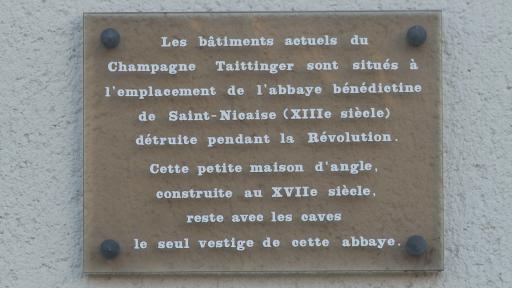 Les bâtiments actuels du
Champagne Taittinger sont situés à
l'emplacement de l'abbaye bénédictine
de Saint-Nicaise (XIIIe siècle)
détruite pendant la Révolution.
Cette petite maison d'angle,
construite au XVIIe siècle,
reste avec les caves
le seul vestige de cette abbaye.